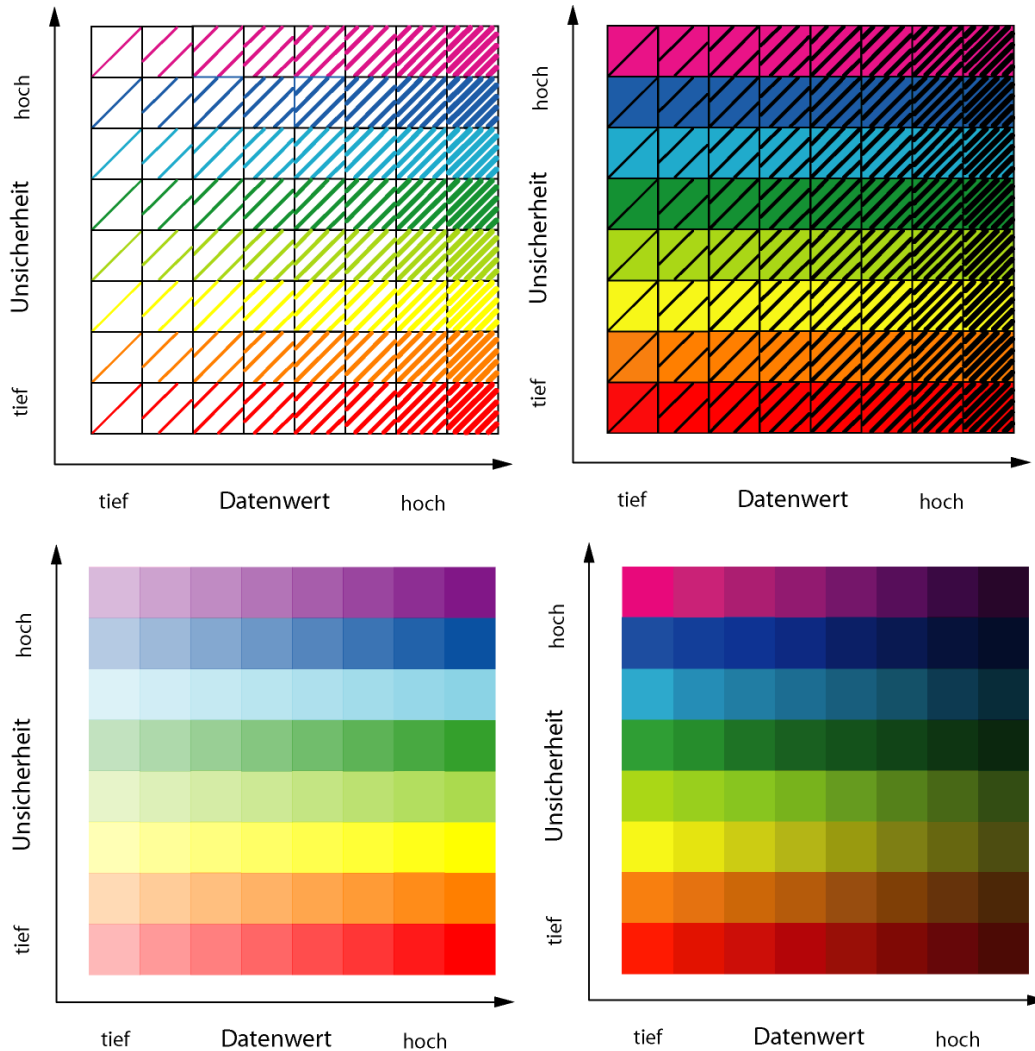 hoch
Unsicherheit
tief
tief Datenwert hoch
hoch
Unsicherheit
tief
tief Datenwert hoch
hoch
Unsicherheit
tief
tief Datenwert hoch
hoch
Unsicherheit
tief
tief Datenwert hoch